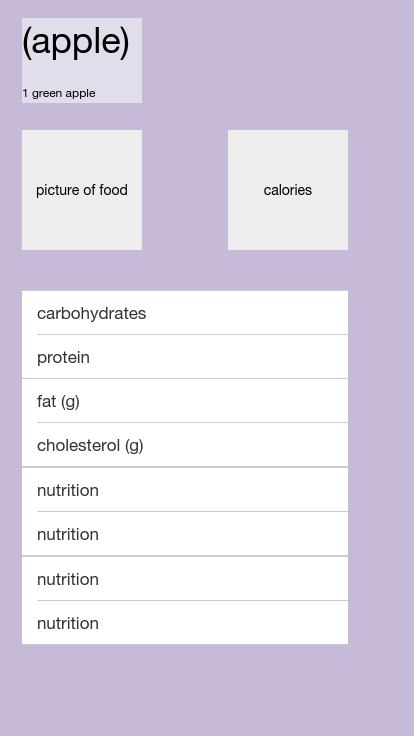 (apple)
1 green apple
picture of food
calories
carbohydrates
protein
fat (g)
cholesterol (g)
nutrition
nutrition
nutrition
nutrition